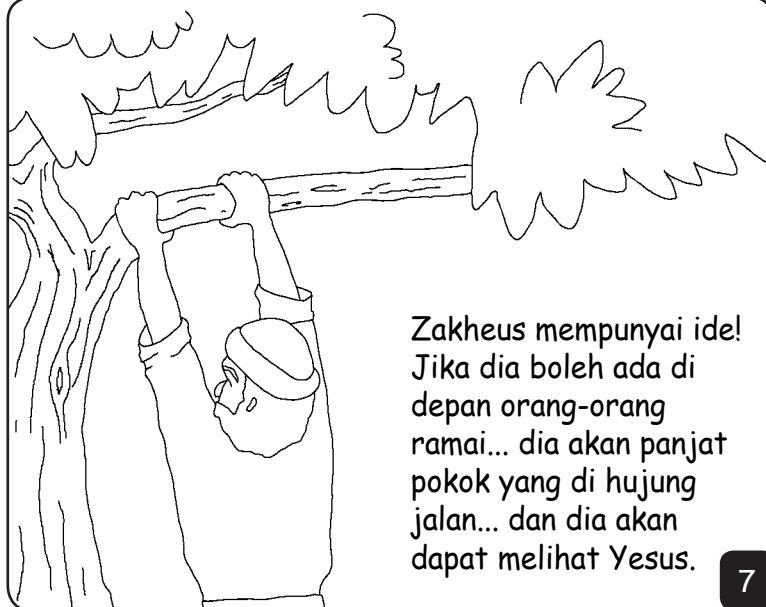 Zakheus mempunyai ide!
Jika dia boleh ada di
depan orang-orang
ramai... dia akan panjat
pokok yang di hujung
jalan... dan dia akan
dapat melihat Yesus.
7